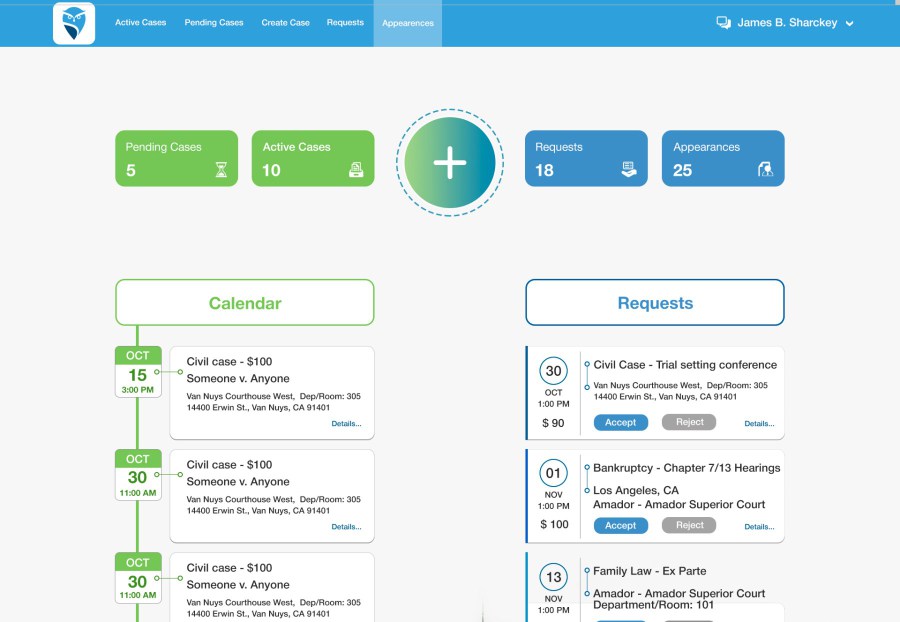 Active Cases
Pending Cases
Create Case
Requests
Appearences
James B. Sharckey
Pending Cases
5
Active Cases
10
Requests
18
Appearances
25
Calendar
OCT
15
3:00 PM
Civil case - $100
Someone v. Anyone
Van Nuys Courthouse West, Dep/Room: 305
14400 Erwin St., Van Nuys, CA 91401
Details...
OCT
30
11:00 AM
Civil case - $100
Someone v. Anyone
Van Nuys Courthouse West, Dep/Room: 305
14400 Erwin St., Van Nuys, CA 91401
Details...
OCT
30
11:00 AM
Civil case - $100
Someone v. Anyone
Van Nuys Courthouse West, Dep/Room: 305
14400 Erwin St., Van Nuys, CA 91401
Requests
30
OCT
1:00 PM
$ 90
Civil Case - Trial setting conference
Van Nuys Courthouse West, Dep/Room: 305
14400 Erwin St., Van Nuys, CA 91401
Accept
Reject
Details...
01
NOV
1:00 PM
$ 100
Bankruptcy - Chapter 7/13 Hearings
Los Angeles, CA
Amador - Amador Superior Court
Accept
Reject
Details...
13
NOV
1:00 PM
Family Law - Ex Parte
Amador - Amador Superior Court
Department/Room: 101